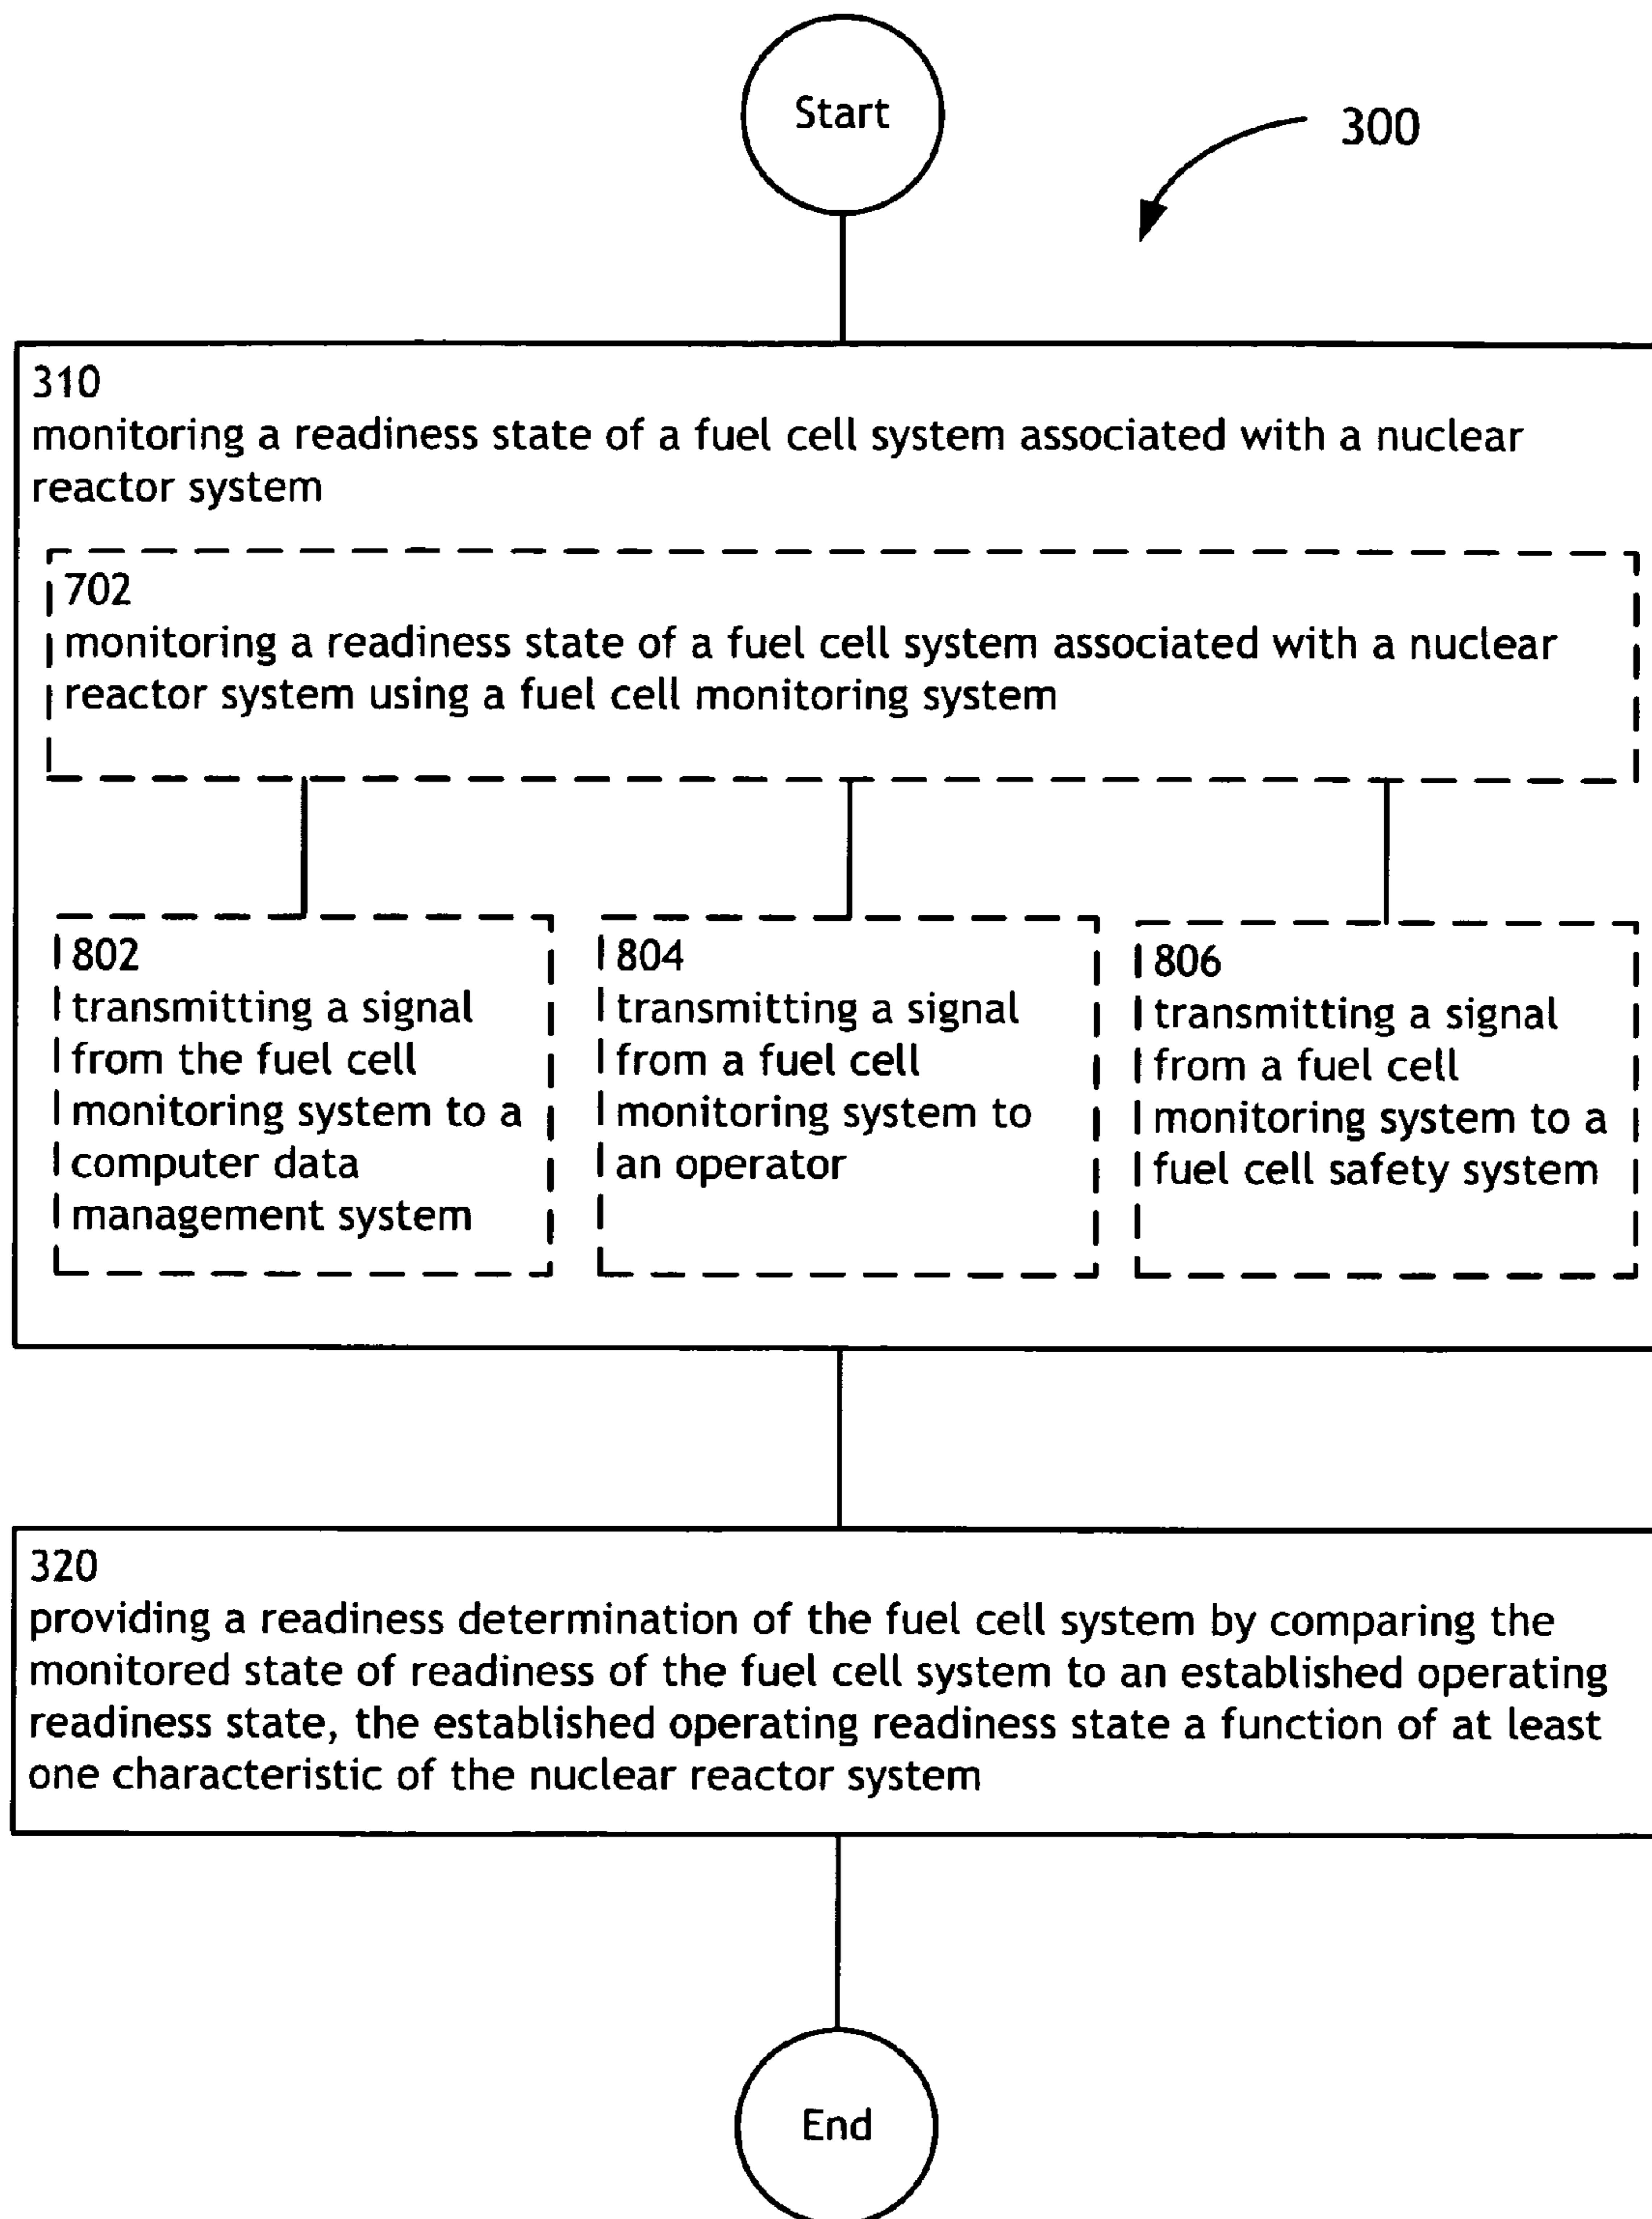 Start
300
310
monitoring a readiness state of a fuel cell system associated with a nuclear
reactor system
702
monitoring a readiness state of a fuel cell system associated with a nuclear
reactor system using a fuel cell monitoring system
802
transmitting a signal
from the fuel cell
monitoring system to a
computer data
management system
804
transmitting a signal
from a fuel cell
monitoring system to
an operator
806
transmitting a signal
from a fuel cell
monitoring system to a
fuel cell safety system
320
providing a readiness determination of the fuel cell system by comparing the
monitored state of readiness of the fuel cell system to an established operating
readiness state, the established operating readiness state a function of at least
one characteristic of the nuclear reactor system
End